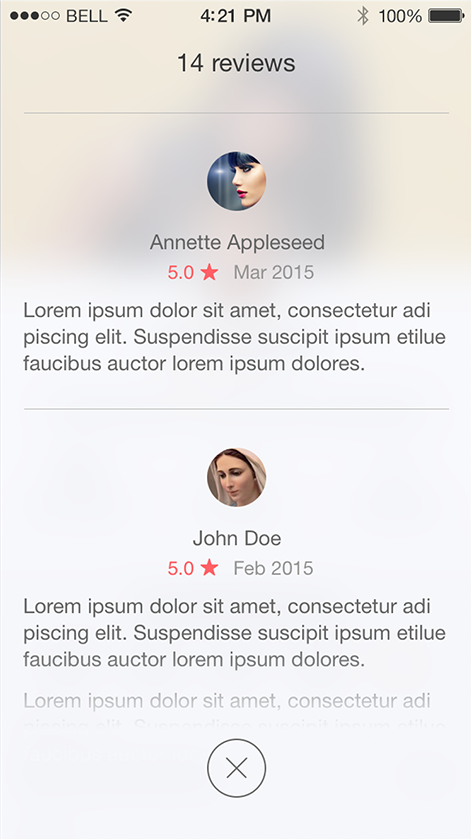 BELL 4:21 PM 100%
14 reviews
Annette Appleseed
5.0 ★ Mar 2015
Lorem ipsum dolor sit amet, consectetur adi
piscing elit. Suspendisse suscipit ipsum etilue
faucibus auctor lorem ipsum dolores.
John Doe
5.0 ★ Feb 2015
Lorem ipsum dolor sit amet, consectetur adi
piscing elit. Suspendisse suscipit ipsum etilue
faucibus auctor lorem ipsum dolores.
Lorem ipsum dolor sit amet, consectetur adi